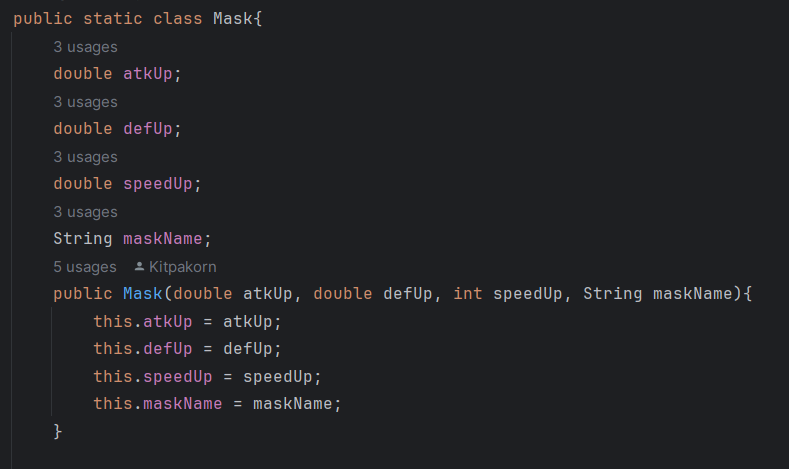 public static class Mask{
3 usages
double atkUp;
3 usages
double defUp;
3 usages
double speedUp;
3 usages
String maskName;
5 usages Kitpakorn
public Mask(double atkUp, double defUp, int speedUp, String maskName){
this.atkUp = atkUp;
this.defUp = defUp;
this.speedUp = speedUp;
this.maskName = maskName;
}